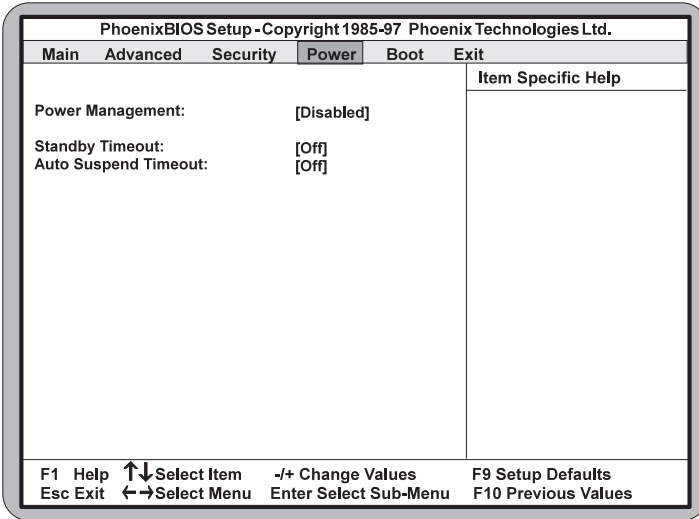 PhoenixBIOS Setup - Copyright 1985-97 Phoenix Technologies Ltd.
Main Advanced Security Power Boot Exit
Item Specific Help
Power Management: [Disabled]
Standby Timeout: [Off]
Auto Suspend Timeout: [Off]
F1 Help ↑↓ Select Item -/+ Change Values F9 Setup Defaults
Esc Exit ←→ Select Menu Enter Select Sub-Menu F10 Previous Values